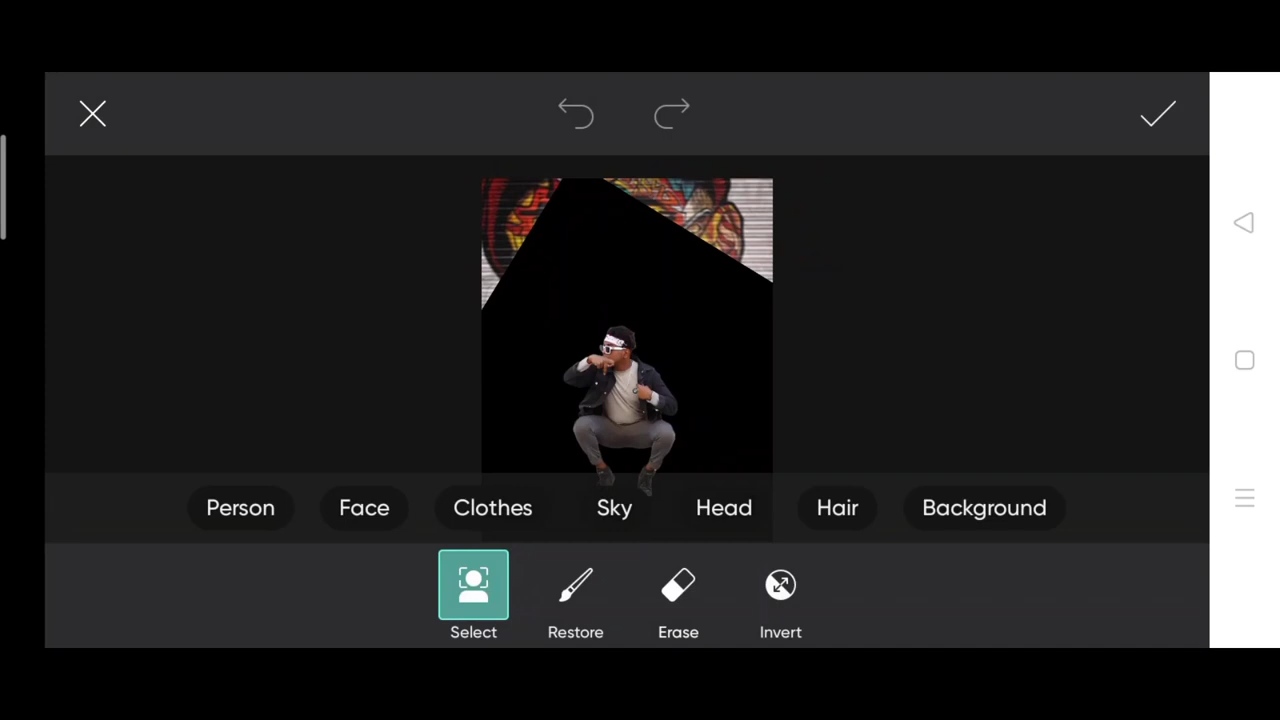 Person Face Clothes Sky Head Hair Background
Select Restore Erase Invert